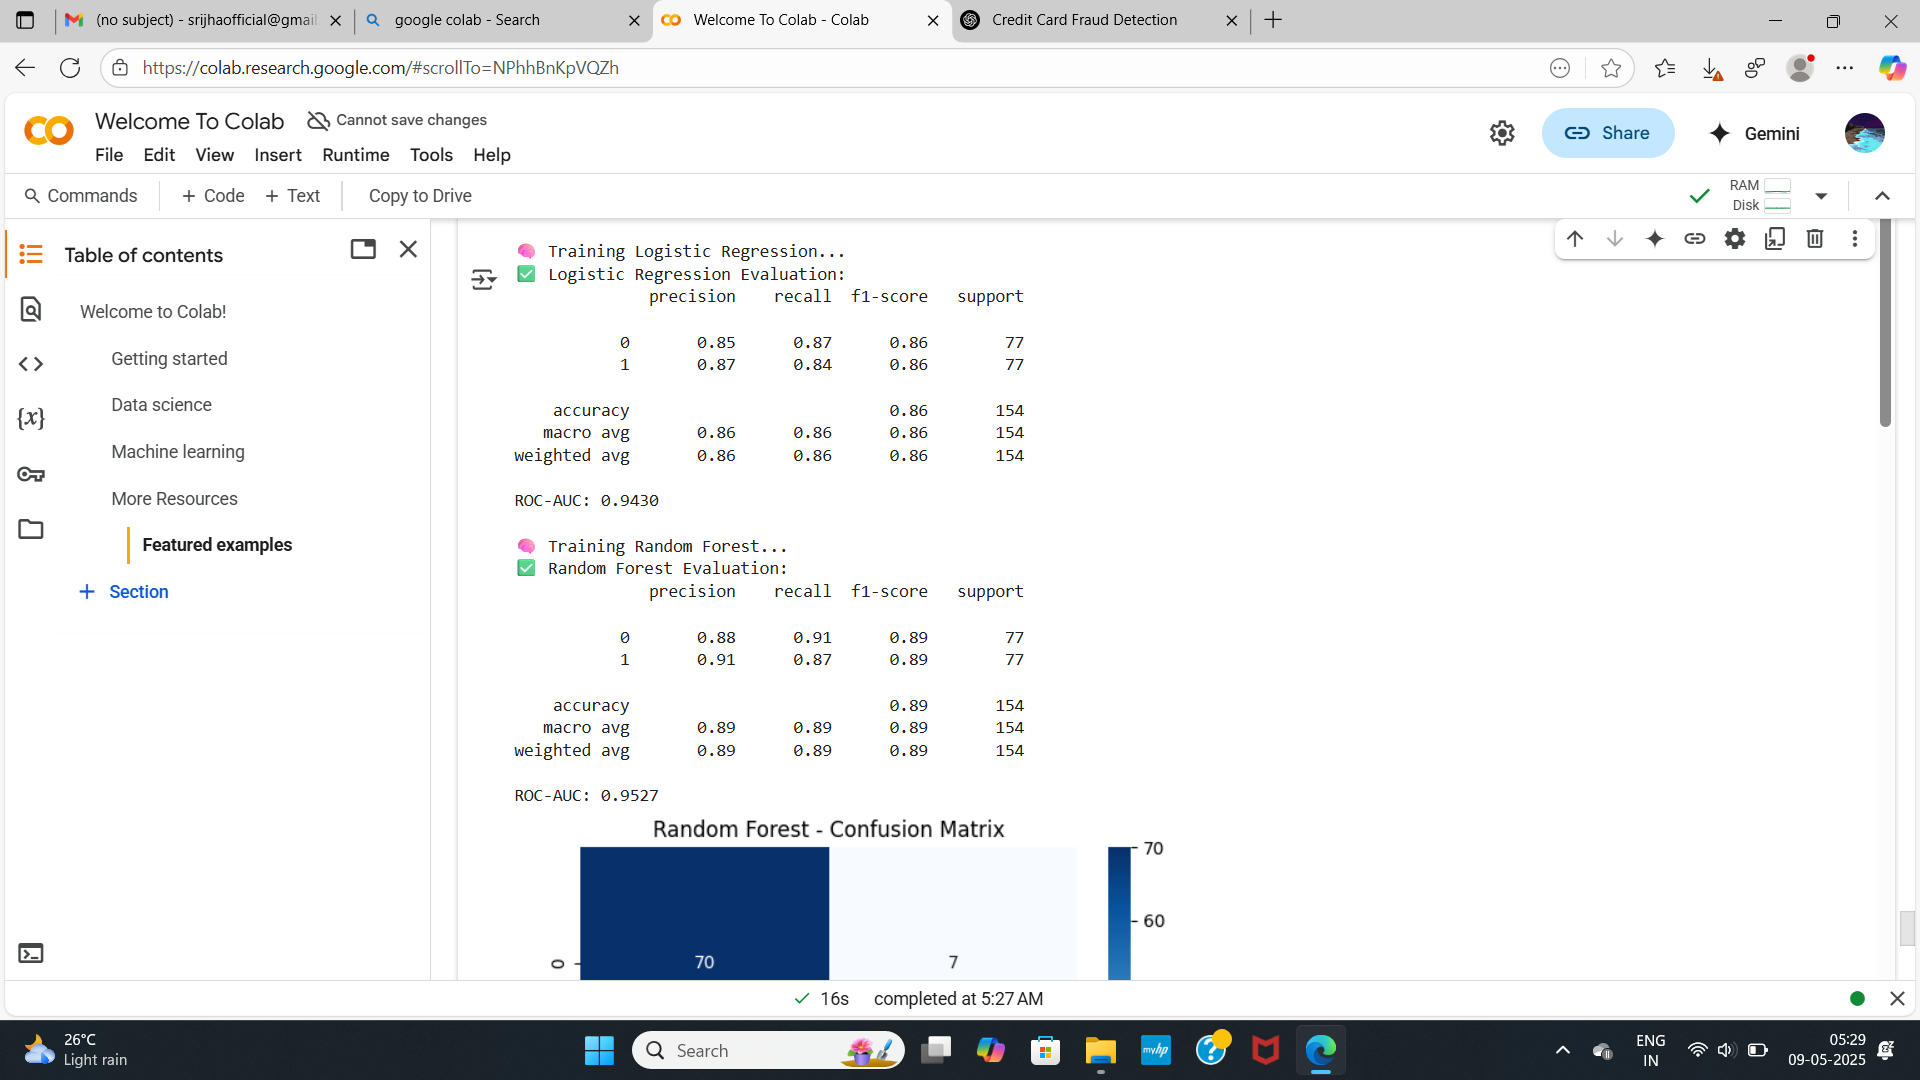 (no subject) - srijhaofficial@gmail
google colab - Search
Welcome To Colab - Colab
Credit Card Fraud Detection
https://colab.research.google.com/#scrollTo=NPhhBnKpVQZh
Welcome To Colab
Cannot save changes
File Edit View Insert Runtime Tools Help
Share
Gemini
Commands
+ Code + Text
Copy to Drive
RAM
Disk
Table of contents
Welcome to Colab!
Getting started
Data science
Machine learning
More Resources
Featured examples
+ Section
🧠 Training Logistic Regression...
✅ Logistic Regression Evaluation:
precision recall f1-score support
0 0.85 0.87 0.86 77
1 0.87 0.84 0.86 77
accuracy 0.86 154
macro avg 0.86 0.86 0.86 154
weighted avg 0.86 0.86 0.86 154
ROC-AUC: 0.9430
🧠 Training Random Forest...
✅ Random Forest Evaluation:
precision recall f1-score support
0 0.88 0.91 0.89 77
1 0.91 0.87 0.89 77
accuracy 0.89 154
macro avg 0.89 0.89 0.89 154
weighted avg 0.89 0.89 0.89 154
ROC-AUC: 0.9527
Random Forest - Confusion Matrix
70
60
0
70 7
16s completed at 5:27 AM
26°C
Light rain
Search
myhp
ENG
IN
05:29
09-05-2025